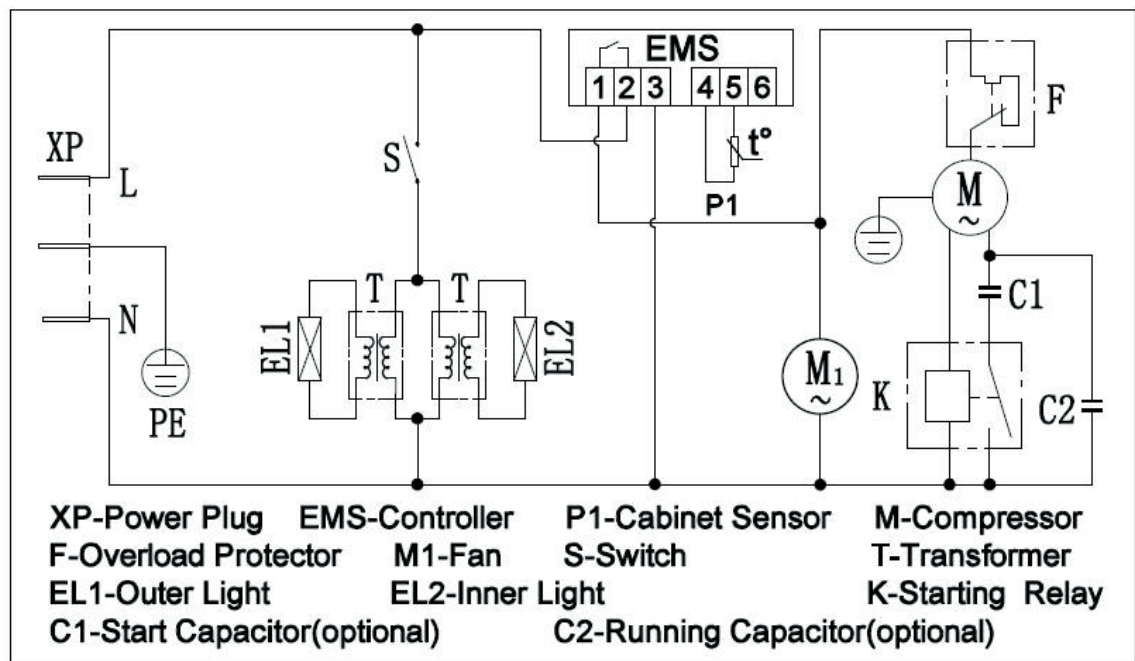 EMS
1 2 3 4 5 6
F
XP
L
S
t°
P1
M
~
N
T T
C1
EL1
EL2
M1
~
K
C2
PE
XP-Power Plug EMS-Controller P1-Cabinet Sensor M-Compressor
F-Overload Protector M1-Fan S-Switch T-Transformer
EL1-Outer Light EL2-Inner Light K-Starting Relay
C1-Start Capacitor(optional) C2-Running Capacitor(optional)